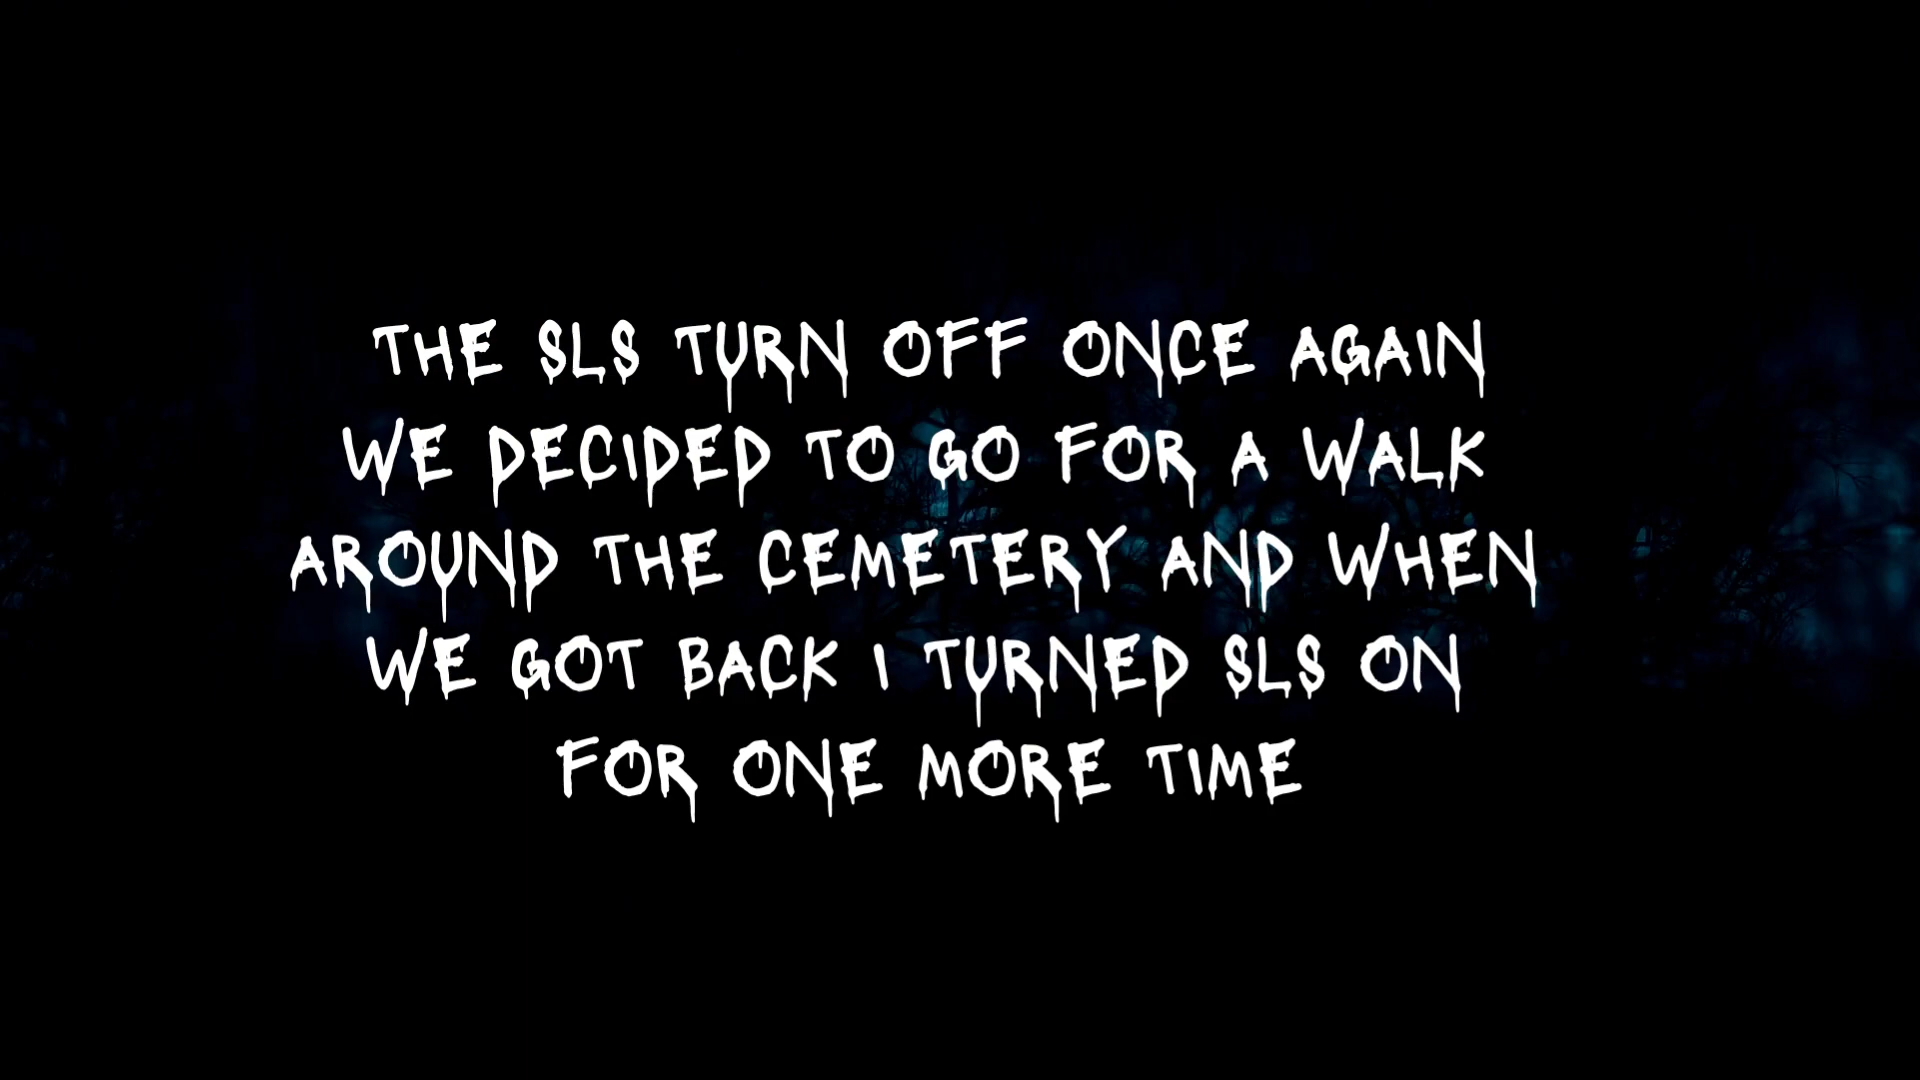 THE SLS TURN OFF ONCE AGAIN
WE DECIDED TO GO FOR A WALK
AROUND THE CEMETERY AND WHEN
WE GOT BACK I TURNED SLS ON
FOR ONE MORE TIME